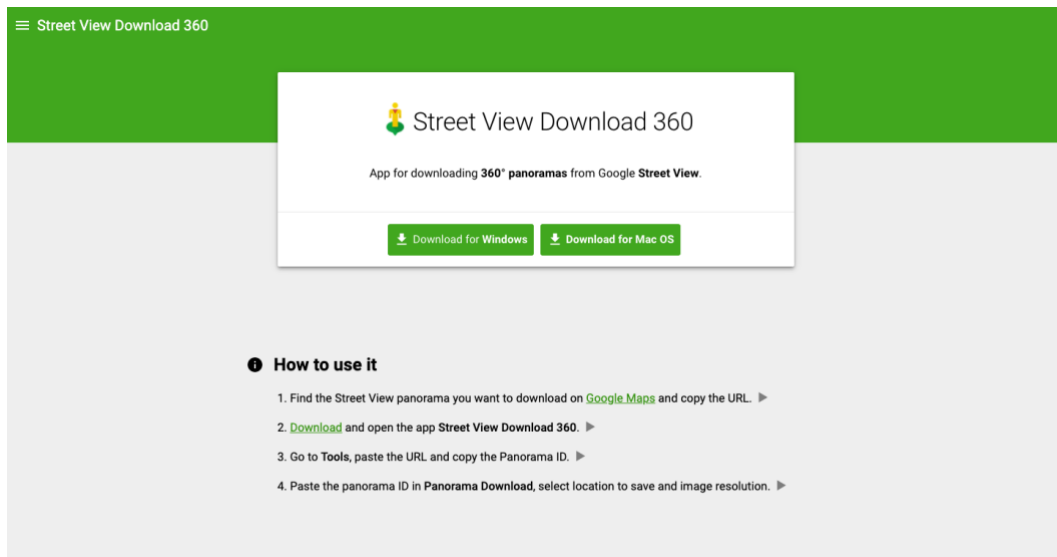 Street View Download 360
Street View Download 360
App for downloading 360° panoramas from Google Street View.
Download for Windows
Download for Mac OS
How to use it
1. Find the Street View panorama you want to download on Google Maps and copy the URL.
2. Download and open the app Street View Download 360.
3. Go to Tools, paste the URL and copy the Panorama ID.
4. Paste the panorama ID in Panorama Download, select location to save and image resolution.